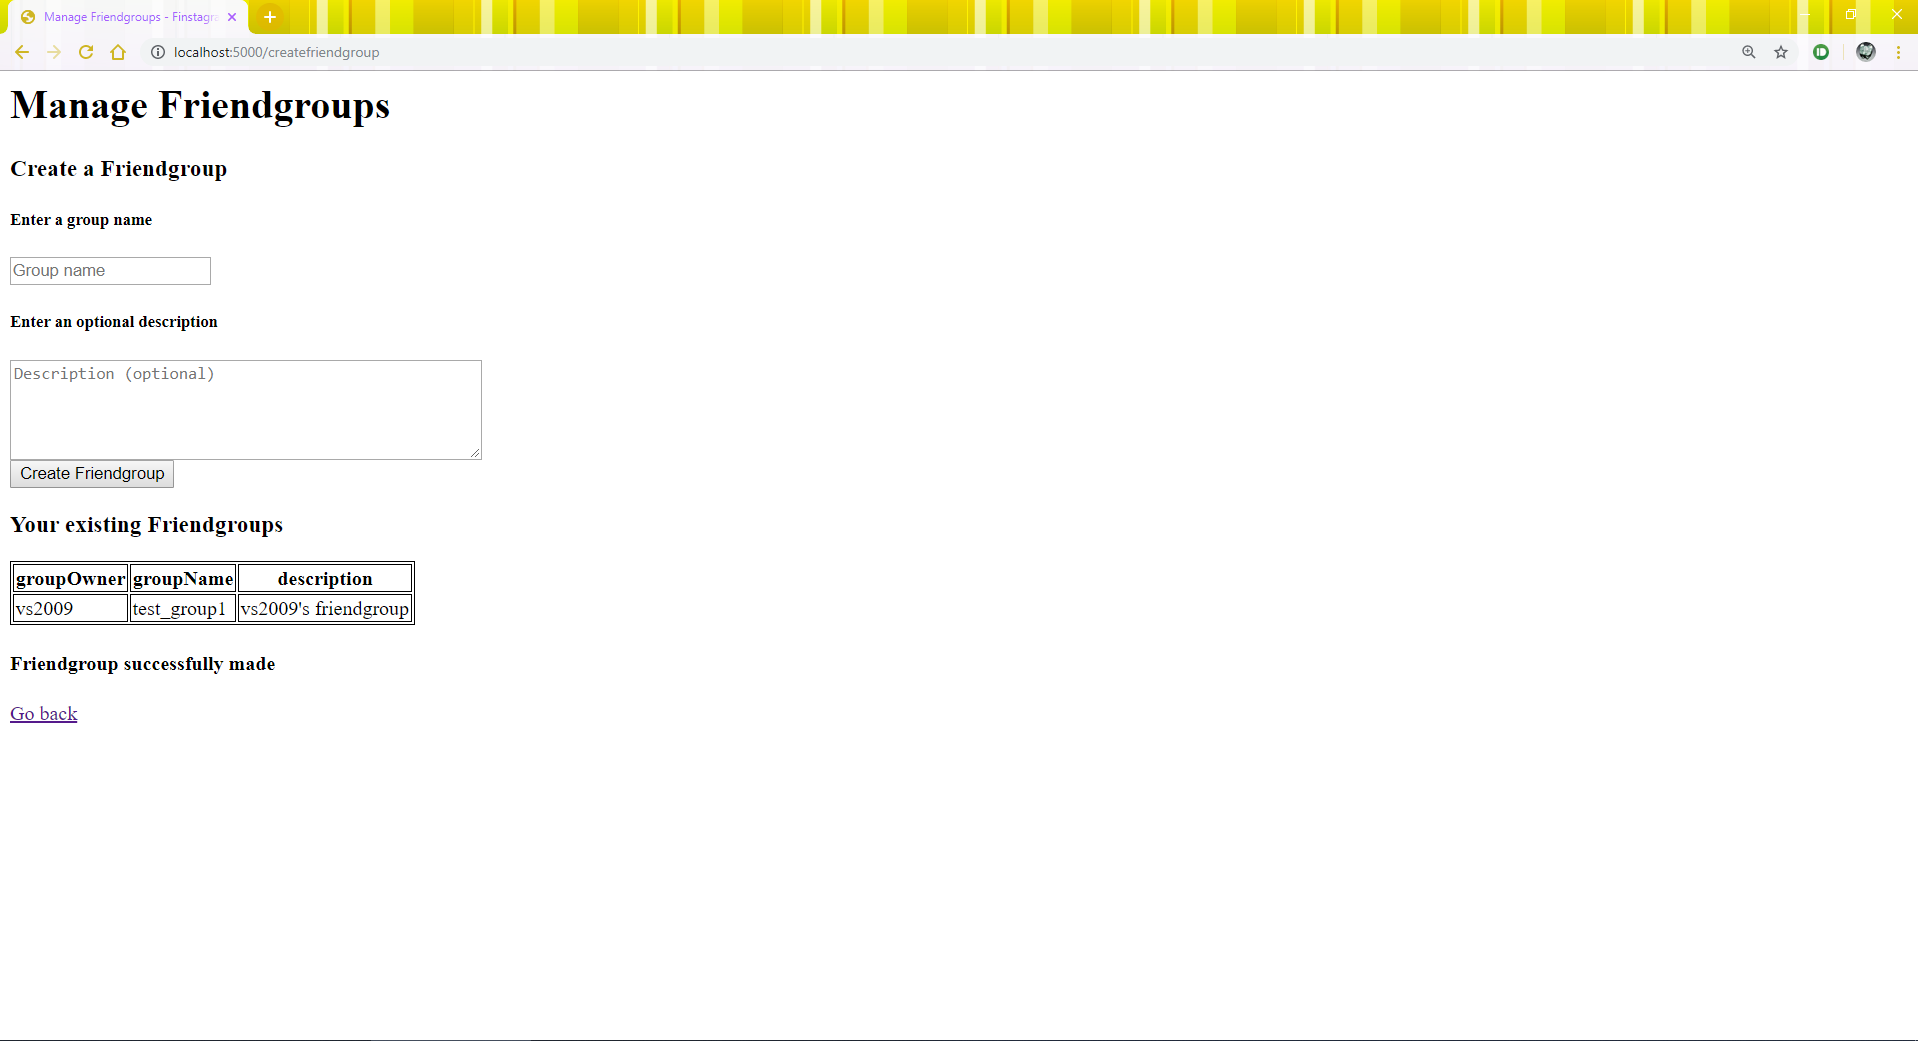 Manage Friendgroups - Finstagra
localhost:5000/createfriendgroup
Manage Friendgroups
Create a Friendgroup
Enter a group name
Group name
Enter an optional description
Description (optional)
Create Friendgroup
Your existing Friendgroups
groupOwner groupName description
vs2009 test_group1 vs2009's friendgroup
Friendgroup successfully made
Go back